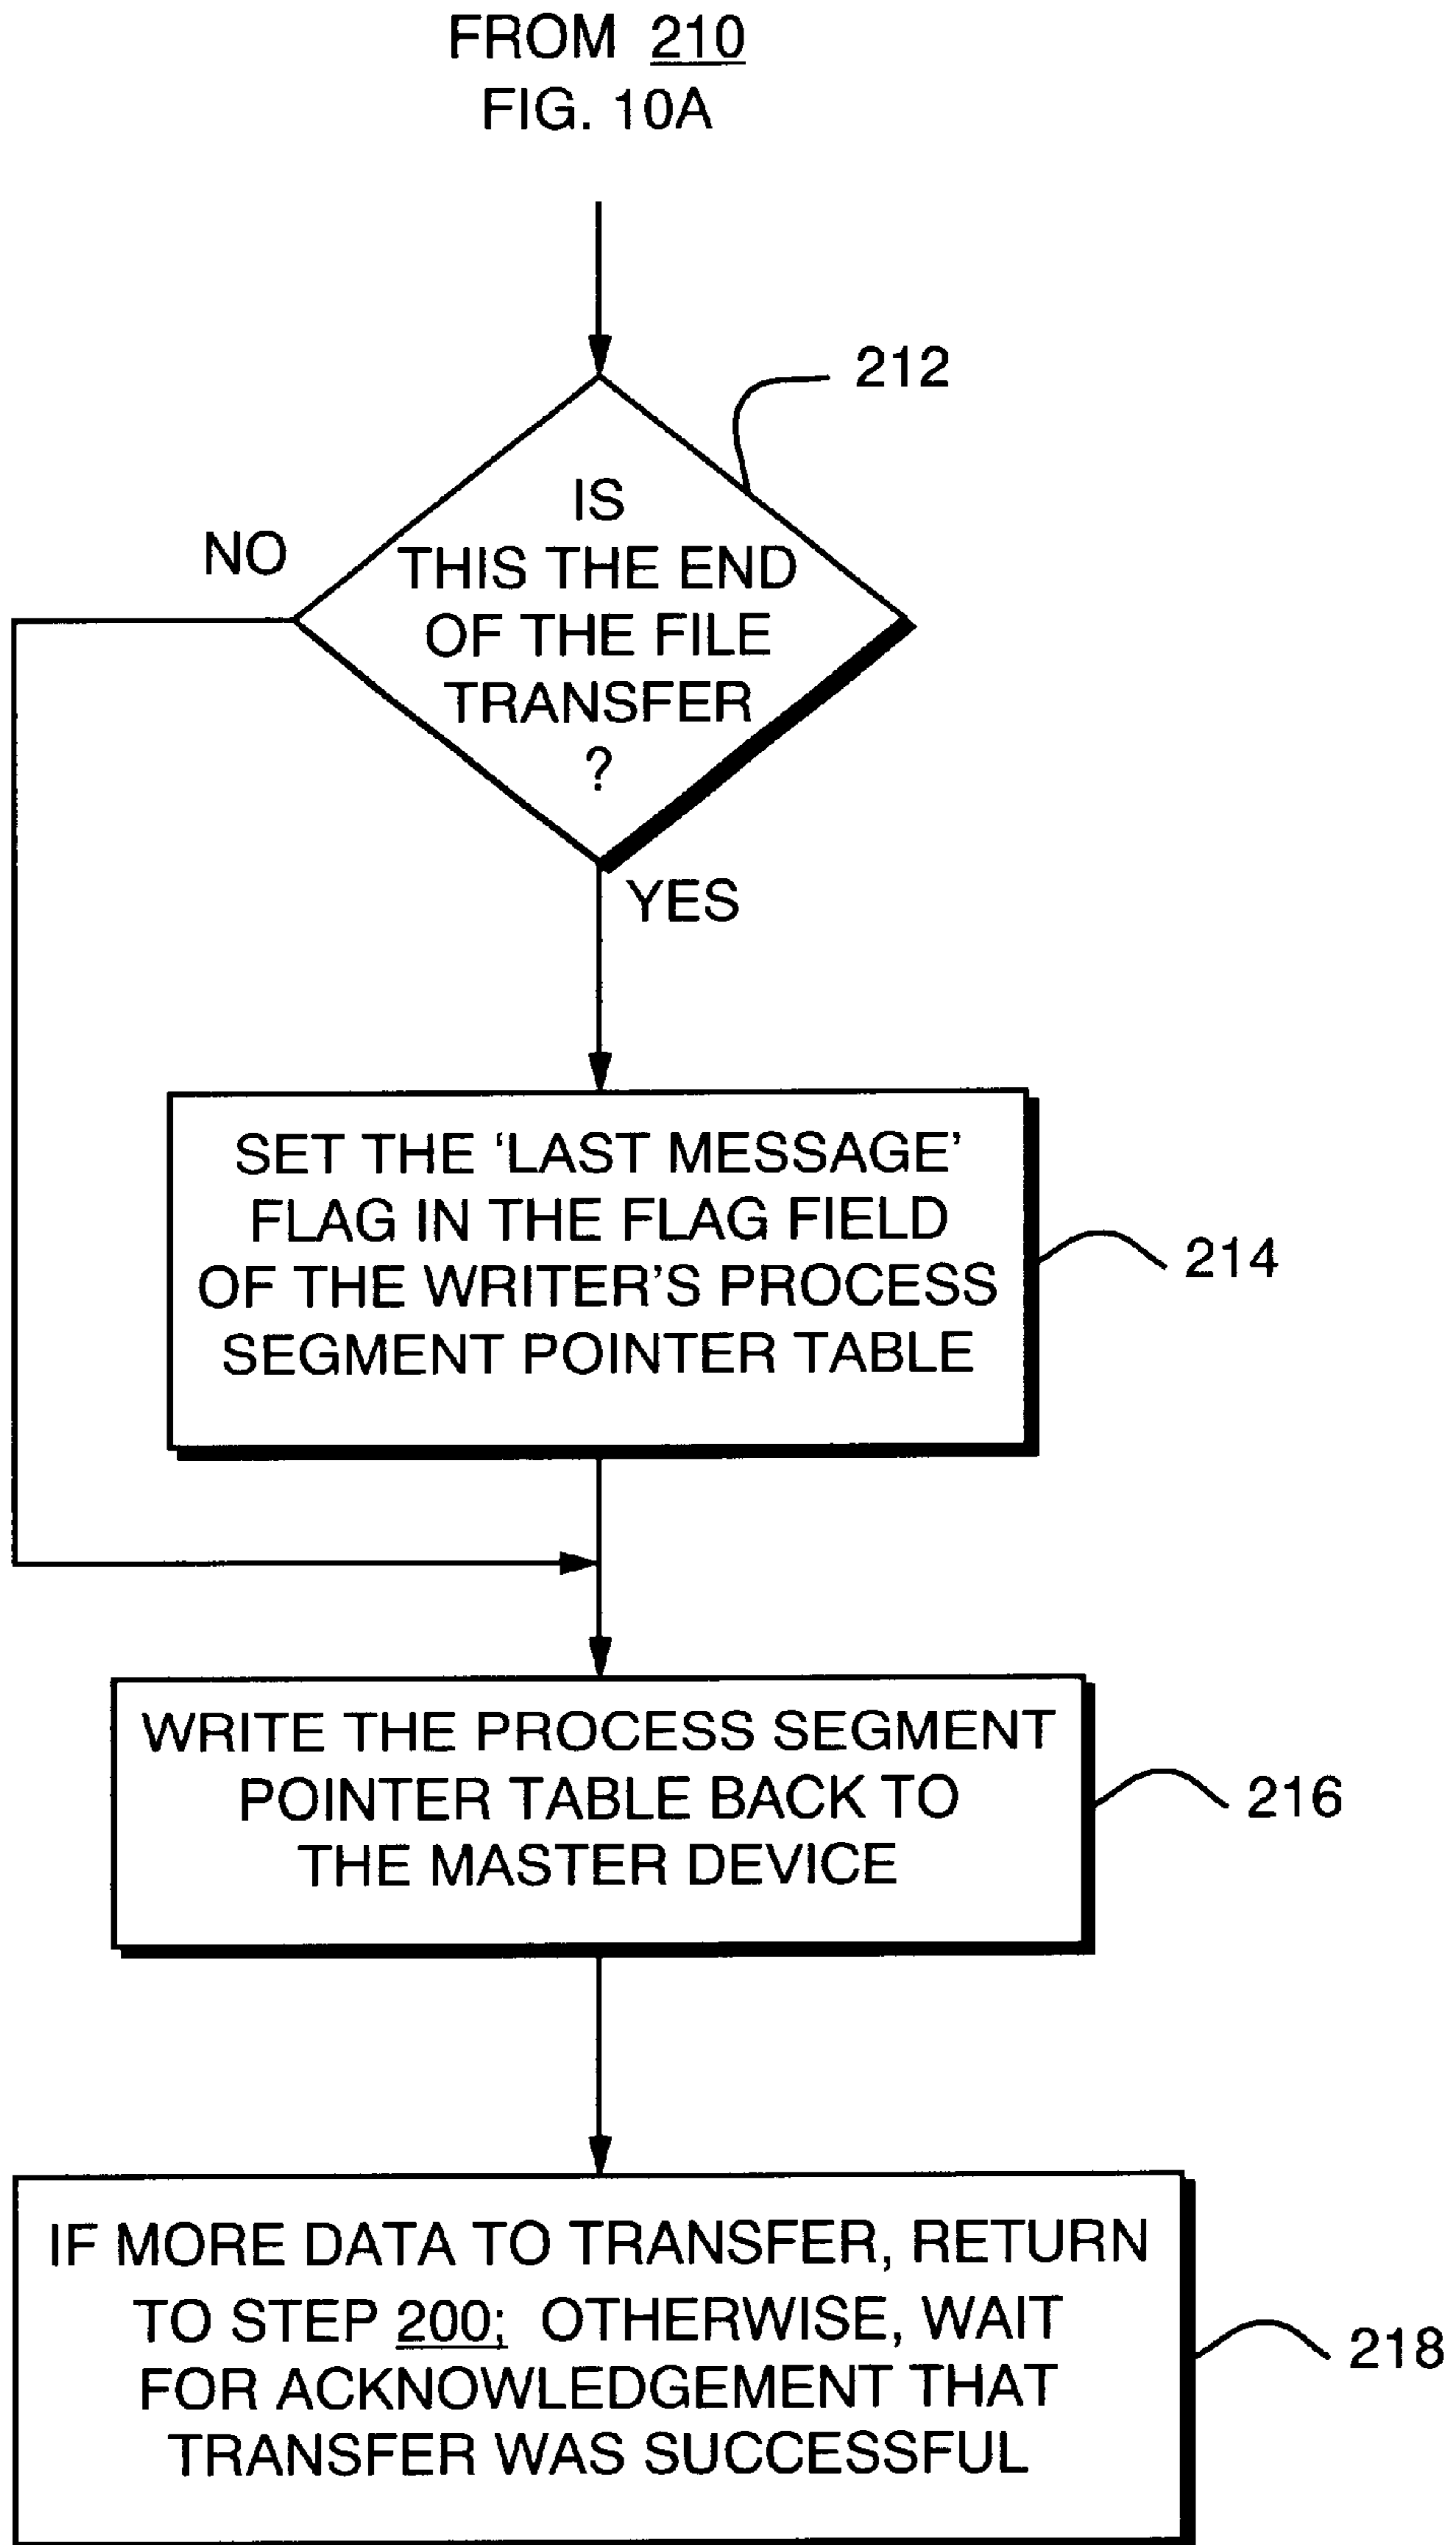 FROM 210
FIG. 10A
212
IS
THIS THE END
OF THE FILE
TRANSFER
?
NO
YES
SET THE 'LAST MESSAGE'
FLAG IN THE FLAG FIELD
OF THE WRITER'S PROCESS
SEGMENT POINTER TABLE
214
WRITE THE PROCESS SEGMENT
POINTER TABLE BACK TO
THE MASTER DEVICE
216
IF MORE DATA TO TRANSFER, RETURN
TO STEP 200; OTHERWISE, WAIT
FOR ACKNOWLEDGEMENT THAT
TRANSFER WAS SUCCESSFUL
218